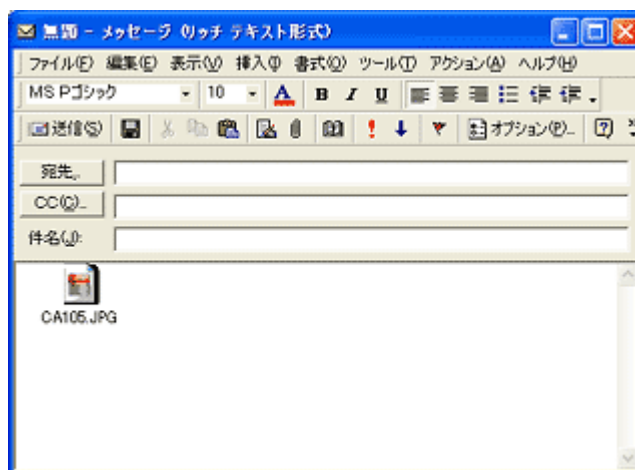 無題 - メッセージ (リッチ テキスト形式)
ファイル(F) 編集(E) 表示(V) 挿入(I) 書式(O) ツール(T) アクション(A) ヘルプ(H)
MS Pゴシック 10 A B I U
送信(S) オプション(P)...
宛先...
CC(C)...
件名(J):
CA105.JPG